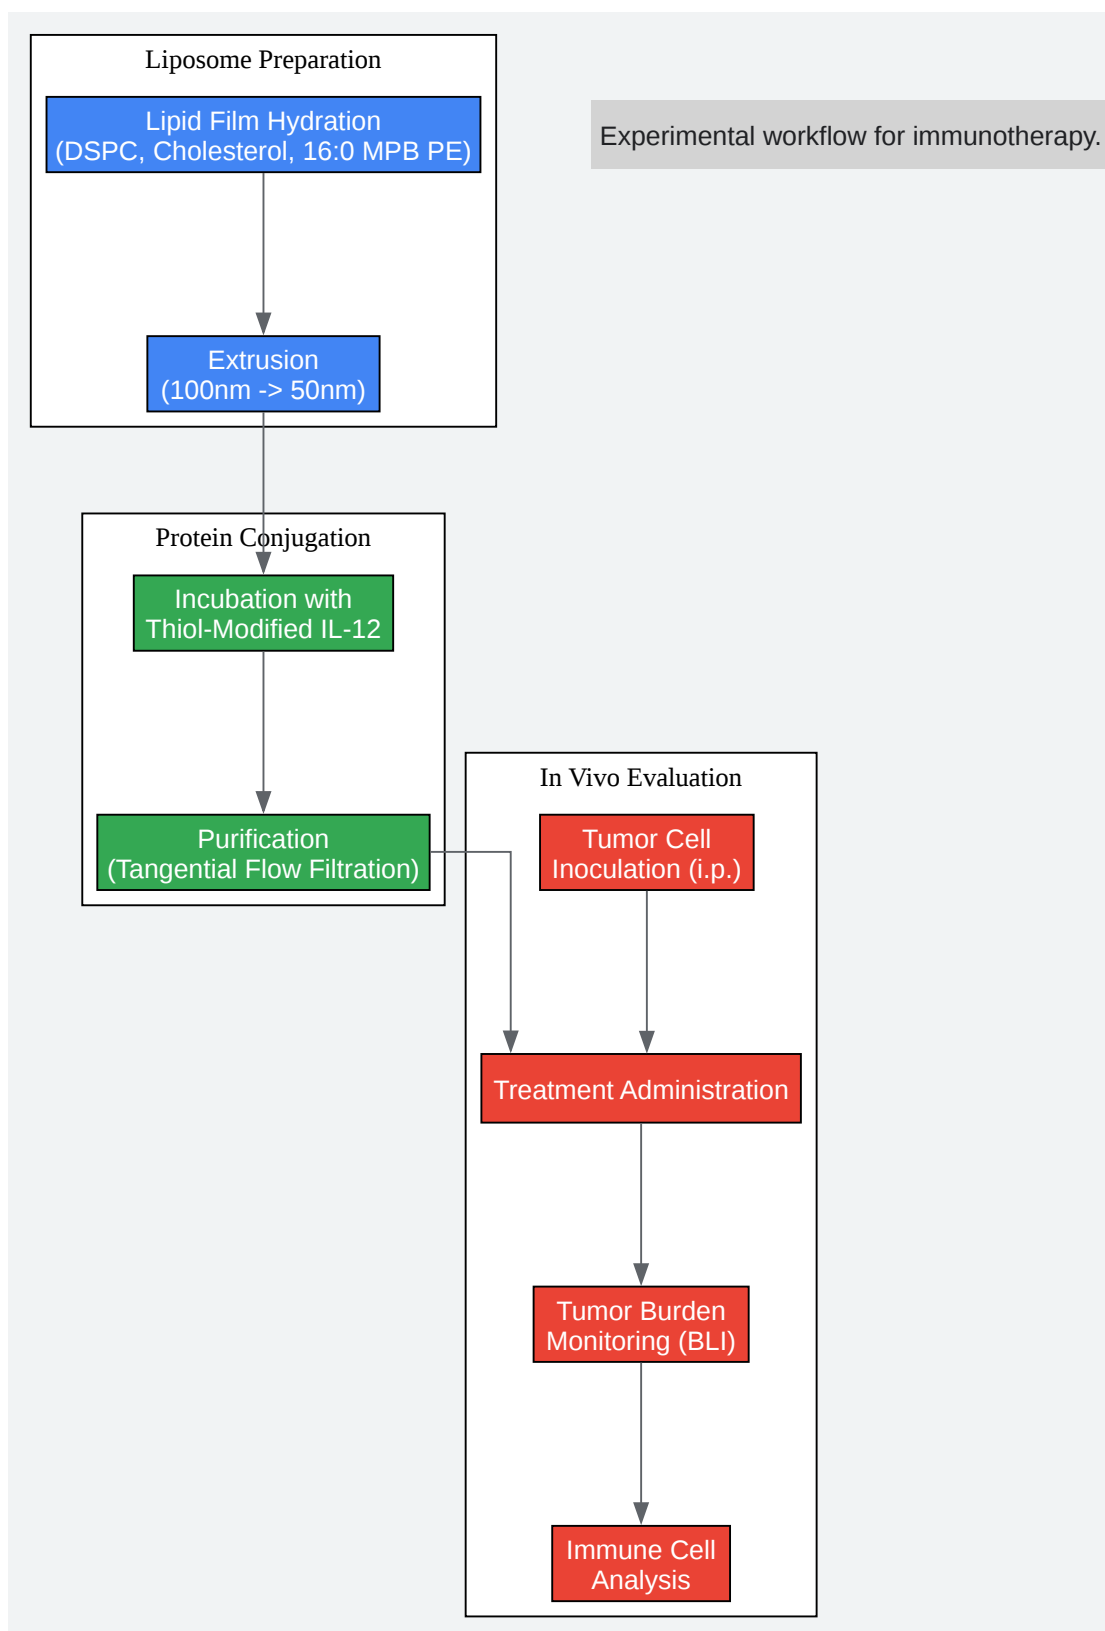 Liposome Preparation
Lipid Film Hydration
(DSPC, Cholesterol, 16:0 MPB PE)
Experimental workflow for immunotherapy.
Extrusion
(100nm -> 50nm)
Protein Conjugation
Incubation with
Thiol-Modified IL-12
Purification
(Tangential Flow Filtration)
In Vivo Evaluation
Tumor Cell
Inoculation (i.p.)
Treatment Administration
Tumor Burden
Monitoring (BLI)
Immune Cell
Analysis